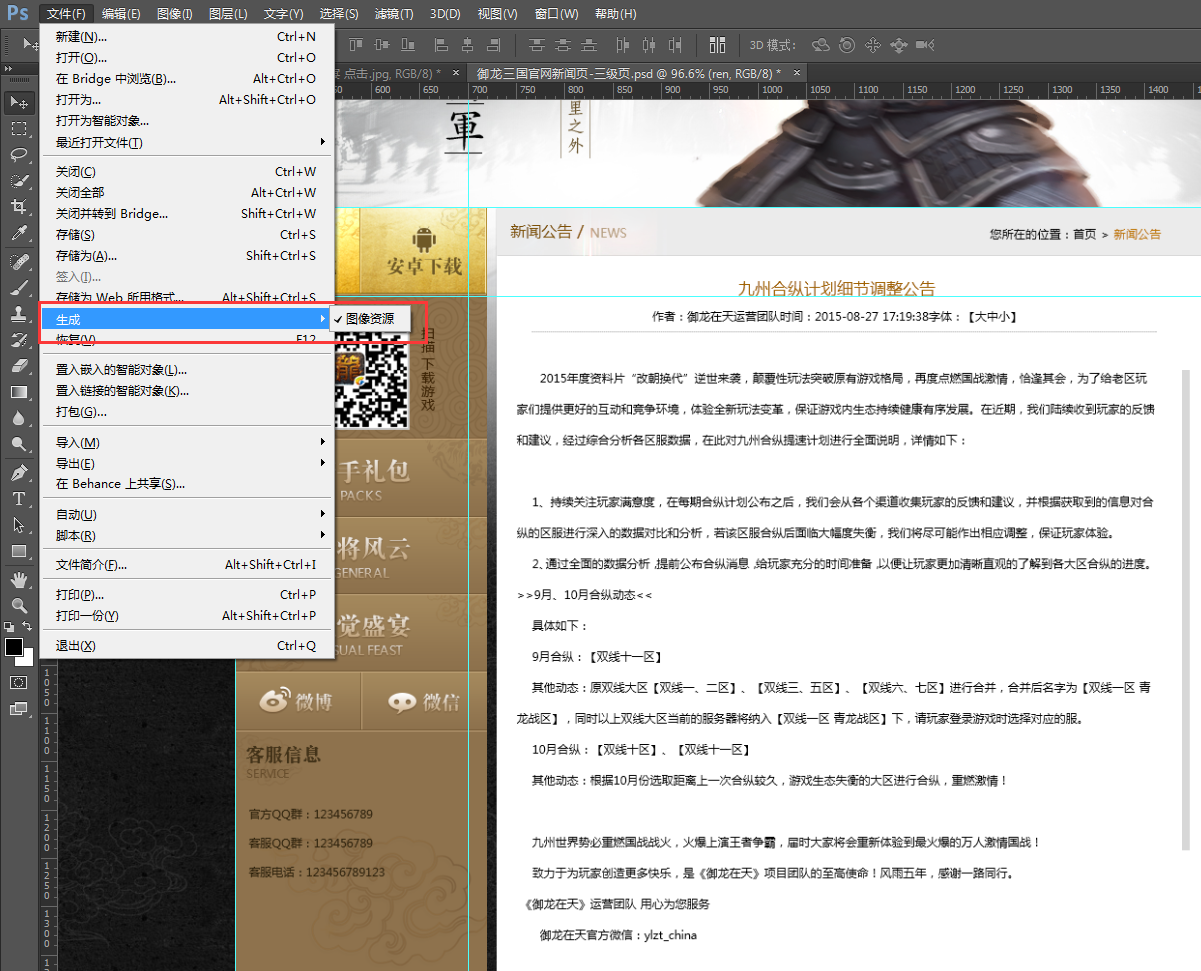 Ps 文件(F) 编辑(E) 图像(I) 图层(L) 文字(Y) 选择(S) 滤镜(T) 3D(D) 视图(V) 窗口(W) 帮助(H)
3D 模式:
新建(N)... Ctrl+N
打开(O)... Ctrl+O
在 Bridge 中浏览(B)... Alt+Ctrl+O
打开为... Alt+Shift+Ctrl+O
打开为智能对象...
最近打开文件(T)
关闭(C) Ctrl+W
关闭全部 Alt+Ctrl+W
关闭并转到 Bridge... Shift+Ctrl+W
存储(S) Ctrl+S
存储为(A)... Shift+Ctrl+S
签入(I)...
存储为 Web 所用格式... Alt+Shift+Ctrl+S
生成
图像资源
恢复(V) F12
置入嵌入的智能对象(L)...
置入链接的智能对象(K)...
打包(G)...
导入(M)
导出(E)
在 Behance 上共享(S)...
自动(U)
脚本(R)
文件简介(F)... Alt+Shift+Ctrl+I
打印(P)... Ctrl+P
打印一份(Y) Alt+Shift+Ctrl+P
退出(X) Ctrl+Q
点击.jpg, RGB/8) * ×
御龙三国官网新闻页-三级页.psd @ 96.6% (ren, RGB/8) * ×
50 600 650 700 750 800 850 900 950 1000 1050 1100 1150 1200 1250 1300 1350 1400
1050
1100
1150
1200
1250
1300
軍
里之外
安卓下载
扫描下载游戏
手礼包
PACKS
将风云
GENERAL
觉盛宴
UAL FEAST
微博
微信
客服信息
SERVICE
官方QQ群：123456789
客服QQ群：123456789
客服电话：123456789123
新闻公告 / NEWS
您所在的位置：首页 > 新闻公告
九州合纵计划细节调整公告
作者：御龙在天运营团队时间：2015-08-27 17:19:38字体：【大中小】
2015年度资料片“改朝换代”逆世来袭，颠覆性玩法突破原有游戏格局，再度点燃国战激情，恰逢其会，为了给老区玩
家们提供更好的互动和竞争环境，体验全新玩法变革，保证游戏内生态持续健康有序发展。在近期，我们陆续收到玩家的反馈
和建议，经过综合分析各区服数据，在此对九州合纵提速计划进行全面说明，详情如下：
1、持续关注玩家满意度，在每期合纵计划公布之后，我们会从各个渠道收集玩家的反馈和建议，并根据获取到的信息对合
纵的区服进行深入的数据对比和分析，若该区服合纵后面临大幅度失衡，我们将尽可能作出相应调整，保证玩家体验。
2、通过全面的数据分析，提前公布合纵消息，给玩家充分的时间准备，以便让玩家更加清晰直观的了解到各大区合纵的进度。
>>9月、10月合纵动态<<
具体如下：
9月合纵：【双线十一区】
其他动态：原双线大区【双线一、二区】、【双线三、五区】、【双线六、七区】进行合并，合并后名字为【双线一区 青
龙战区】，同时以上双线大区当前的服务器将纳入【双线一区 青龙战区】下，请玩家登录游戏时选择对应的服。
10月合纵：【双线十区】、【双线十一区】
其他动态：根据10月份选取距离上一次合纵较久，游戏生态失衡的大区进行合纵，重燃激情！
九州世界势必重燃国战战火，火爆上演王者争霸，届时大家将会重新体验到最火爆的万人激情国战！
致力于为玩家创造更多快乐，是《御龙在天》项目团队的至高使命！风雨五年，感谢一路同行。
《御龙在天》运营团队 用心为您服务
御龙在天官方微信：ylzt_china